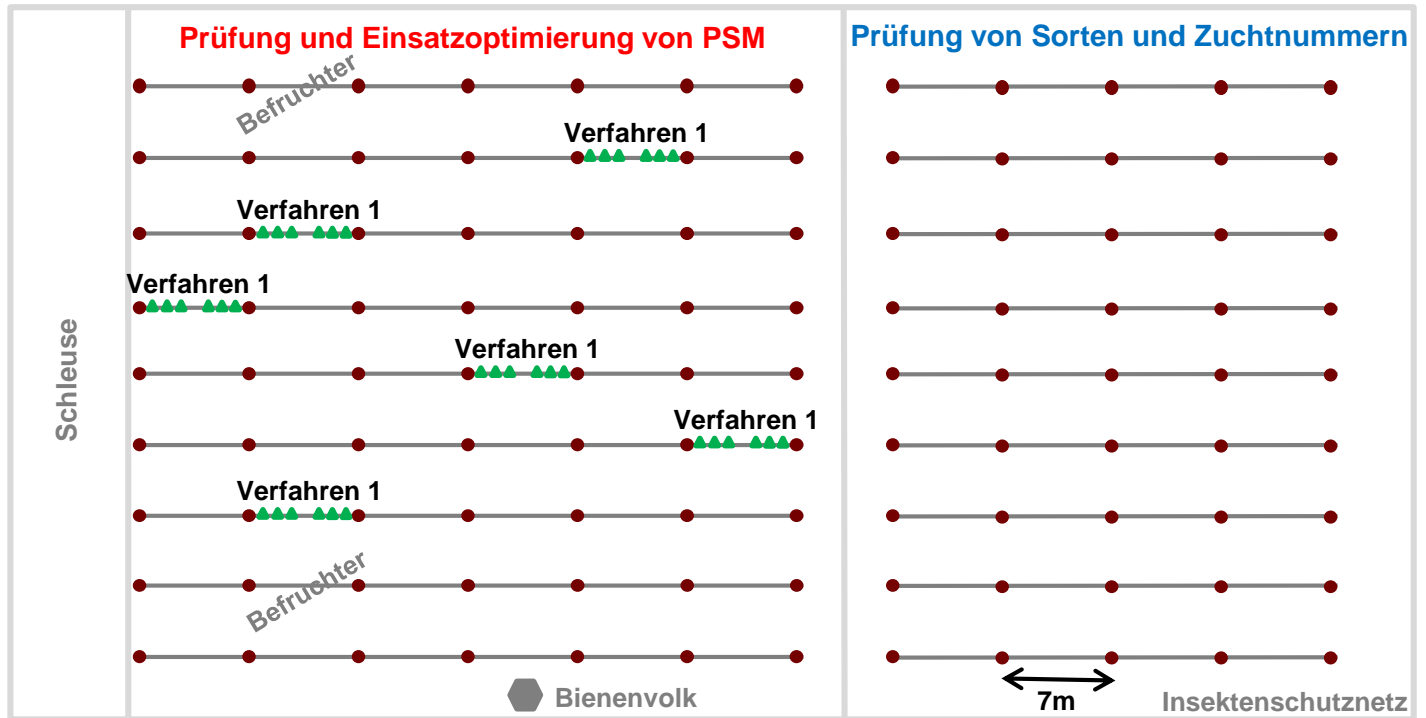 Prüfung und Einsatzoptimierung von PSM
Prüfung von Sorten und Zuchtnummern
Befruchter
Verfahren 1
Verfahren 1
Verfahren 1
Schleuse
Verfahren 1
Verfahren 1
Verfahren 1
Befruchter
Bienenvolk
7m
Insektenschutznetz